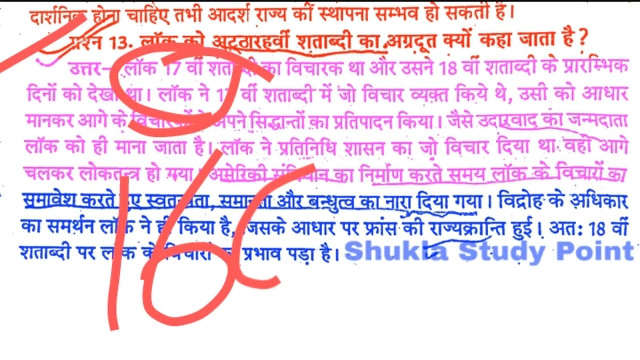 दार्शनिक होना चाहिए तभी आदर्श राज्य की स्थापना सम्भव हो सकती है।
प्रश्न 13. लॉक को अट्ठारहवीं शताब्दी का अग्रदूत क्यों कहा जाता है?
उत्तर– लॉक 17 वीं शताब्दी का विचारक था और उसने 18 वीं शताब्दी के प्रारम्भिक
दिनों को देखा था। लॉक ने 17 वीं शताब्दी में जो विचार व्यक्त किये थे, उसी को आधार
मानकर आगे के विचारकों ने अपने सिद्धान्तों का प्रतिपादन किया। जैसे उदारवाद का जन्मदाता
लॉक को ही माना जाता है। लॉक ने प्रतिनिधि शासन का जो विचार दिया था वही आगे
चलकर लोकतन्त्र हो गया। अमेरिकी संविधान का निर्माण करते समय लॉक के विचारों का
समावेश करते हुए स्वतन्त्रता, समानता और बन्धुत्व का नारा दिया गया। विद्रोह के अधिकार
का समर्थन लॉक ने ही किया है, जिसके आधार पर फ्रांस की राज्यक्रान्ति हुई। अतः 18 वीं
शताब्दी पर लॉक के विचारों का प्रभाव पड़ा है। Shukla Study Point
16